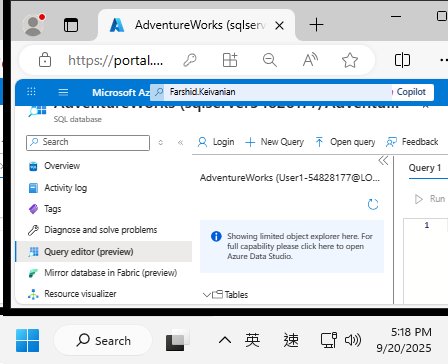 AdventureWorks (sqlserv
https://portal....
Microsoft Az
Farshid.Keivanian
Copilot
SQL database
Search
Login
New Query
Open query
Feedback
Overview
Activity log
Tags
Diagnose and solve problems
Query editor (preview)
Mirror database in Fabric (preview)
Resource visualizer
AdventureWorks (User1-54828177@LO...
Showing limited object explorer here. For
full capability please click here to open
Azure Data Studio.
Tables
Query 1
Run
1
Search
英
速
5:18 PM
9/20/2025